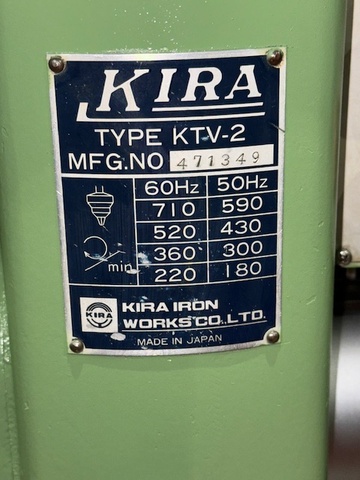 KIRA
TYPE KTV-2
MFG.NO 471349
60Hz 50Hz
710 590
520 430
360 300
min 220 180
KIRA KIRA IRON
WORKS CO.,LTD.
MADE IN JAPAN